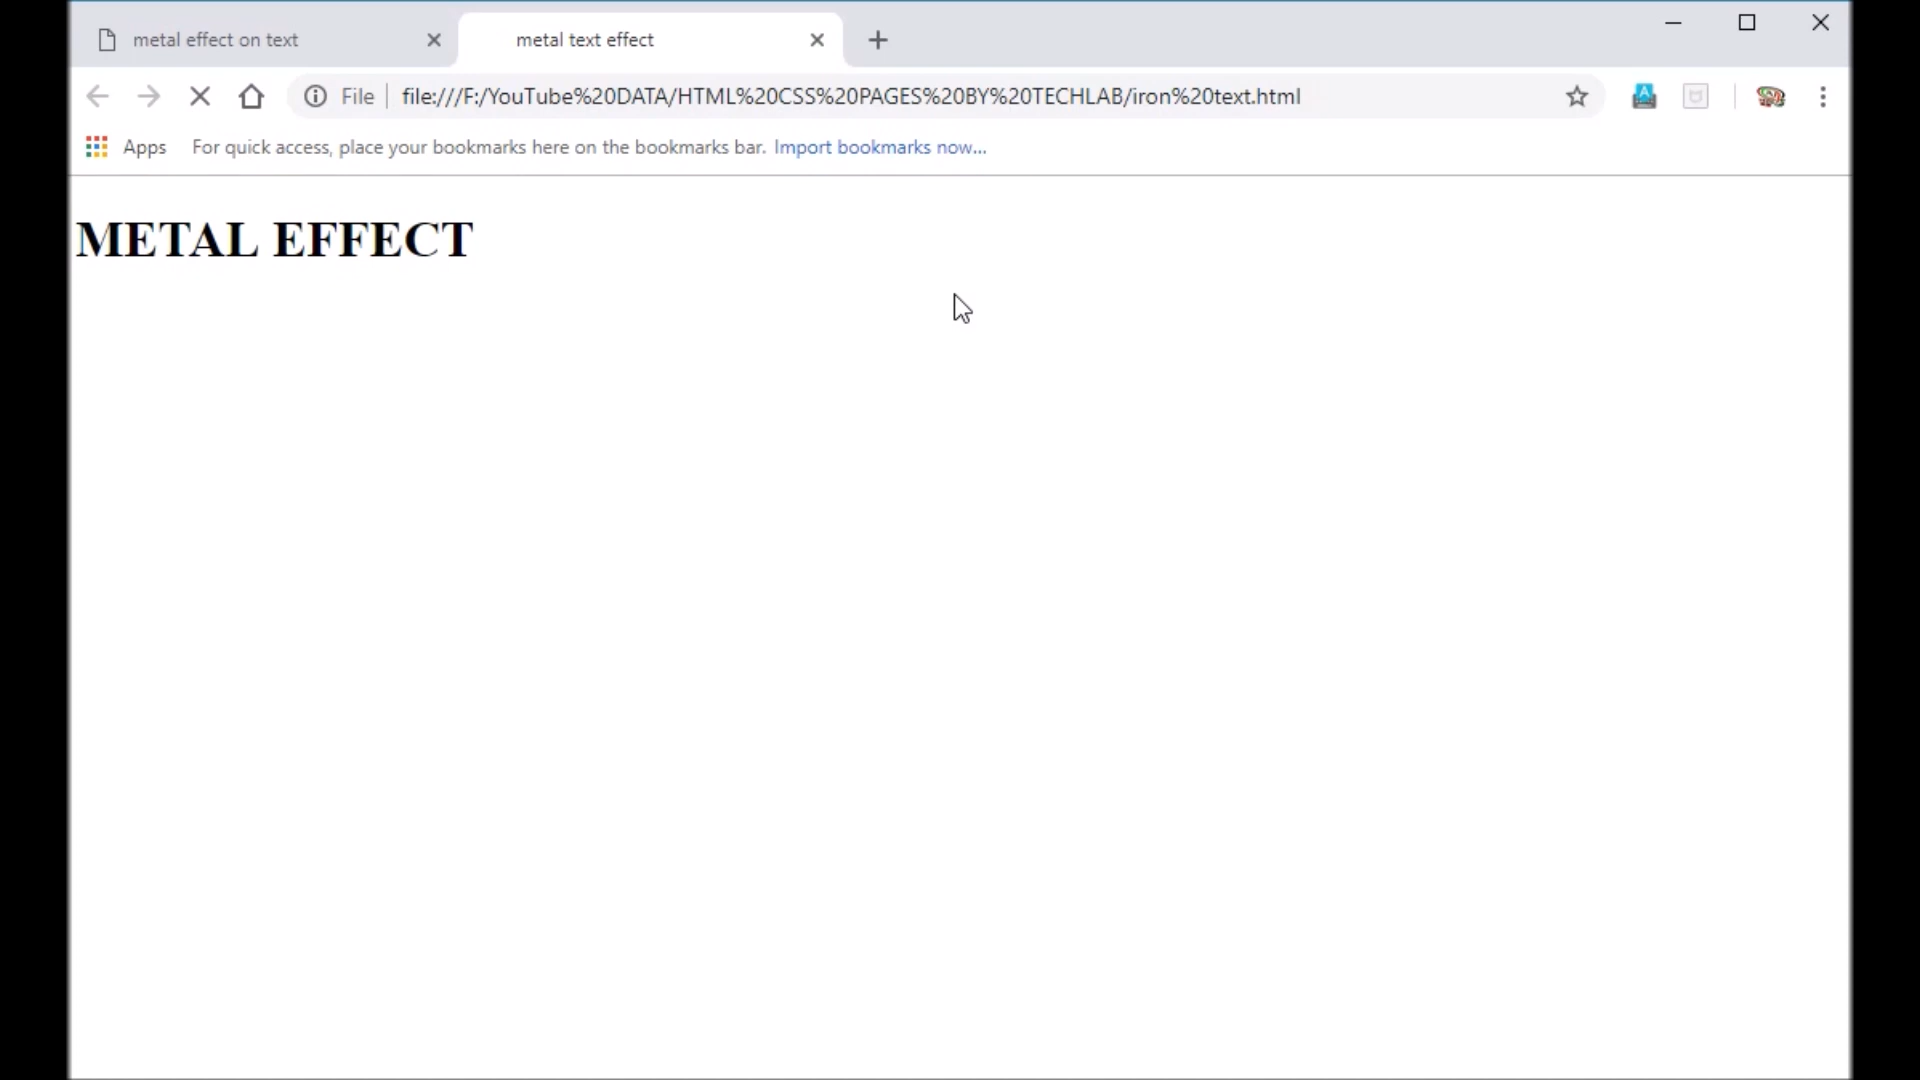 metal effect on text
metal text effect
File file:///F:/YouTube%20DATA/HTML%20CSS%20PAGES%20BY%20TECHLAB/iron%20text.html
Apps For quick access, place your bookmarks here on the bookmarks bar. Import bookmarks now...
METAL EFFECT